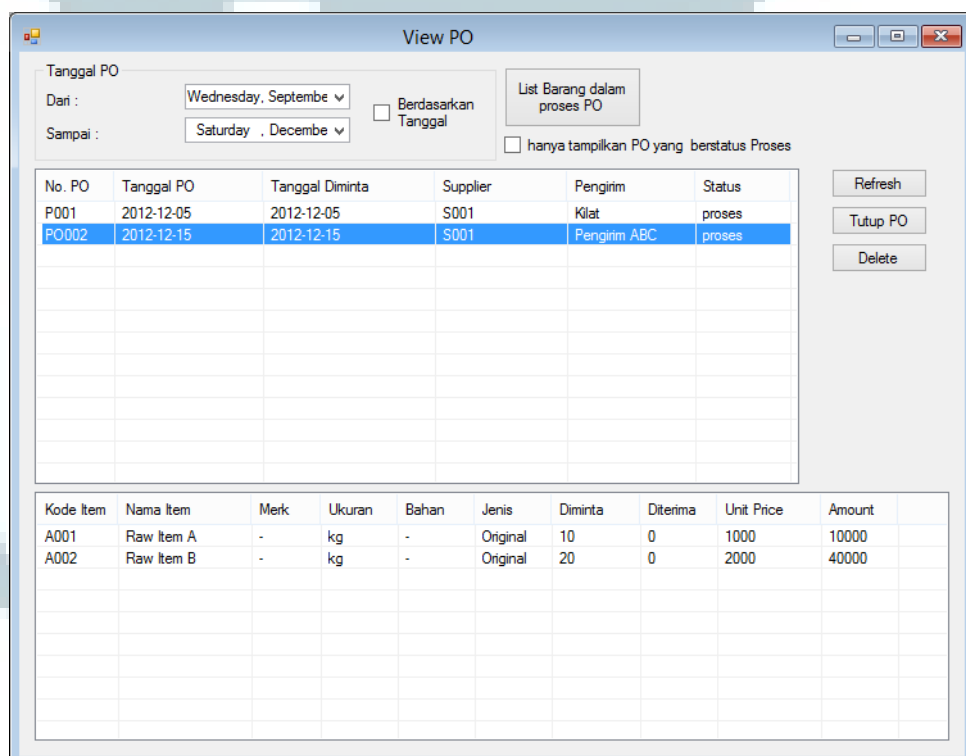 View PO
Tanggal PO
Dari :
Wednesday, Septembe
Sampai :
Saturday , Decembe
Berdasarkan
Tanggal
List Barang dalam
proses PO
hanya tampilkan PO yang berstatus Proses
No. PO Tanggal PO Tanggal Diminta Supplier Pengirim Status
P001 2012-12-05 2012-12-05 S001 Kilat proses
PO002 2012-12-15 2012-12-15 S001 Pengirim ABC proses
Refresh
Tutup PO
Delete
Kode Item Nama Item Merk Ukuran Bahan Jenis Diminta Diterima Unit Price Amount
A001 Raw Item A - kg - Original 10 0 1000 10000
A002 Raw Item B - kg - Original 20 0 2000 40000